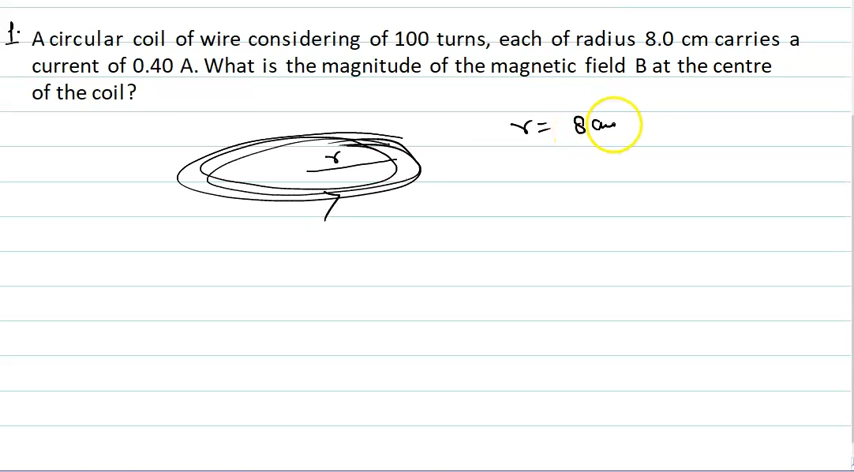 1. A circular coil of wire considering of 100 turns, each of radius 8.0 cm carries a
current of 0.40 A. What is the magnitude of the magnetic field B at the centre
of the coil?
r = 8 cm
r